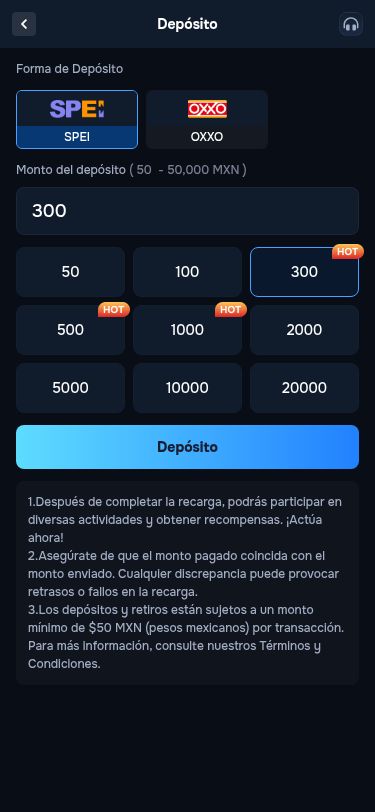 Depósito
Forma de Depósito
SPEI
OXXO
SPEI
OXXO
Monto del depósito ( 50 - 50,000 MXN )
300
HOT
50
100
300
HOT
HOT
500
1000
2000
5000
10000
20000
Depósito
1.Después de completar la recarga, podrás participar en
diversas actividades y obtener recompensas. ¡Actúa
ahora!
2.Asegúrate de que el monto pagado coincida con el
monto enviado. Cualquier discrepancia puede provocar
retrasos o fallos en la recarga.
3.Los depósitos y retiros están sujetos a un monto
mínimo de $50 MXN (pesos mexicanos) por transacción.
Para más información, consulte nuestros Términos y
Condiciones.